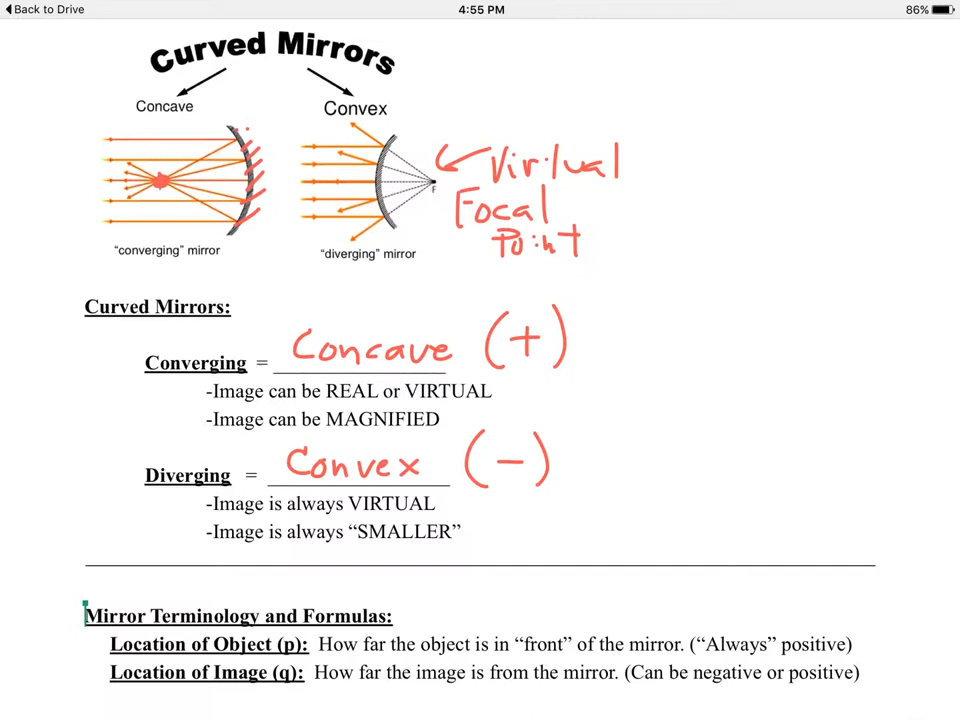 Back to Drive
4:55 PM
86%
Curved Mirrors
Concave
Convex
Virtual
F
Focal
Point
"converging" mirror
"diverging" mirror
Curved Mirrors:
Converging = Concave (+)
-Image can be REAL or VIRTUAL
-Image can be MAGNIFIED
Diverging = Convex (-)
-Image is always VIRTUAL
-Image is always “SMALLER”
Mirror Terminology and Formulas:
Location of Object (p): How far the object is in “front” of the mirror. (“Always” positive)
Location of Image (q): How far the image is from the mirror. (Can be negative or positive)